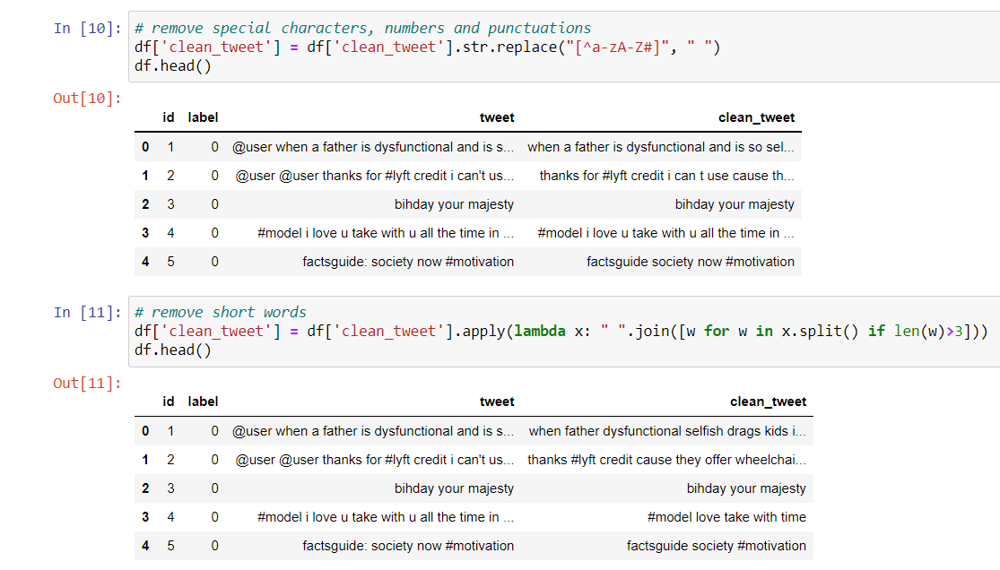 In [10]: # remove special characters, numbers and punctuations
df['clean_tweet'] = df['clean_tweet'].str.replace("[^a-zA-Z#]", " ")
df.head()
Out[10]:
id label tweet clean_tweet
0 1 0 @user when a father is dysfunctional and is s... when a father is dysfunctional and is so sel...
1 2 0 @user @user thanks for #lyft credit i can't us... thanks for #lyft credit i can t use cause th...
2 3 0 bihday your majesty bihday your majesty
3 4 0 #model i love u take with u all the time in ... #model i love u take with u all the time in ...
4 5 0 factsguide: society now #motivation factsguide society now #motivation
In [11]: # remove short words
df['clean_tweet'] = df['clean_tweet'].apply(lambda x: " ".join([w for w in x.split() if len(w)>3]))
df.head()
Out[11]:
id label tweet clean_tweet
0 1 0 @user when a father is dysfunctional and is s... when father dysfunctional selfish drags kids i...
1 2 0 @user @user thanks for #lyft credit i can't us... thanks #lyft credit cause they offer wheelchai...
2 3 0 bihday your majesty bihday your majesty
3 4 0 #model i love u take with u all the time in ... #model love take with time
4 5 0 factsguide: society now #motivation factsguide society #motivation